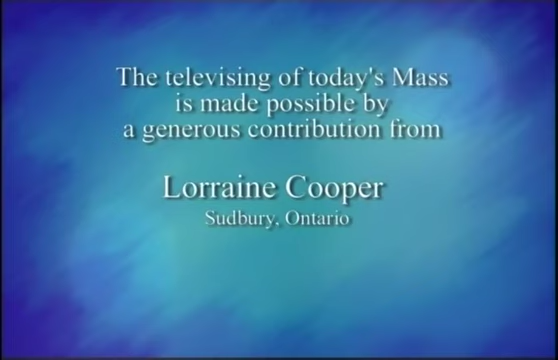 The televising of today's Mass
is made possible by
a generous contribution from
Lorraine Cooper
Sudbury, Ontario